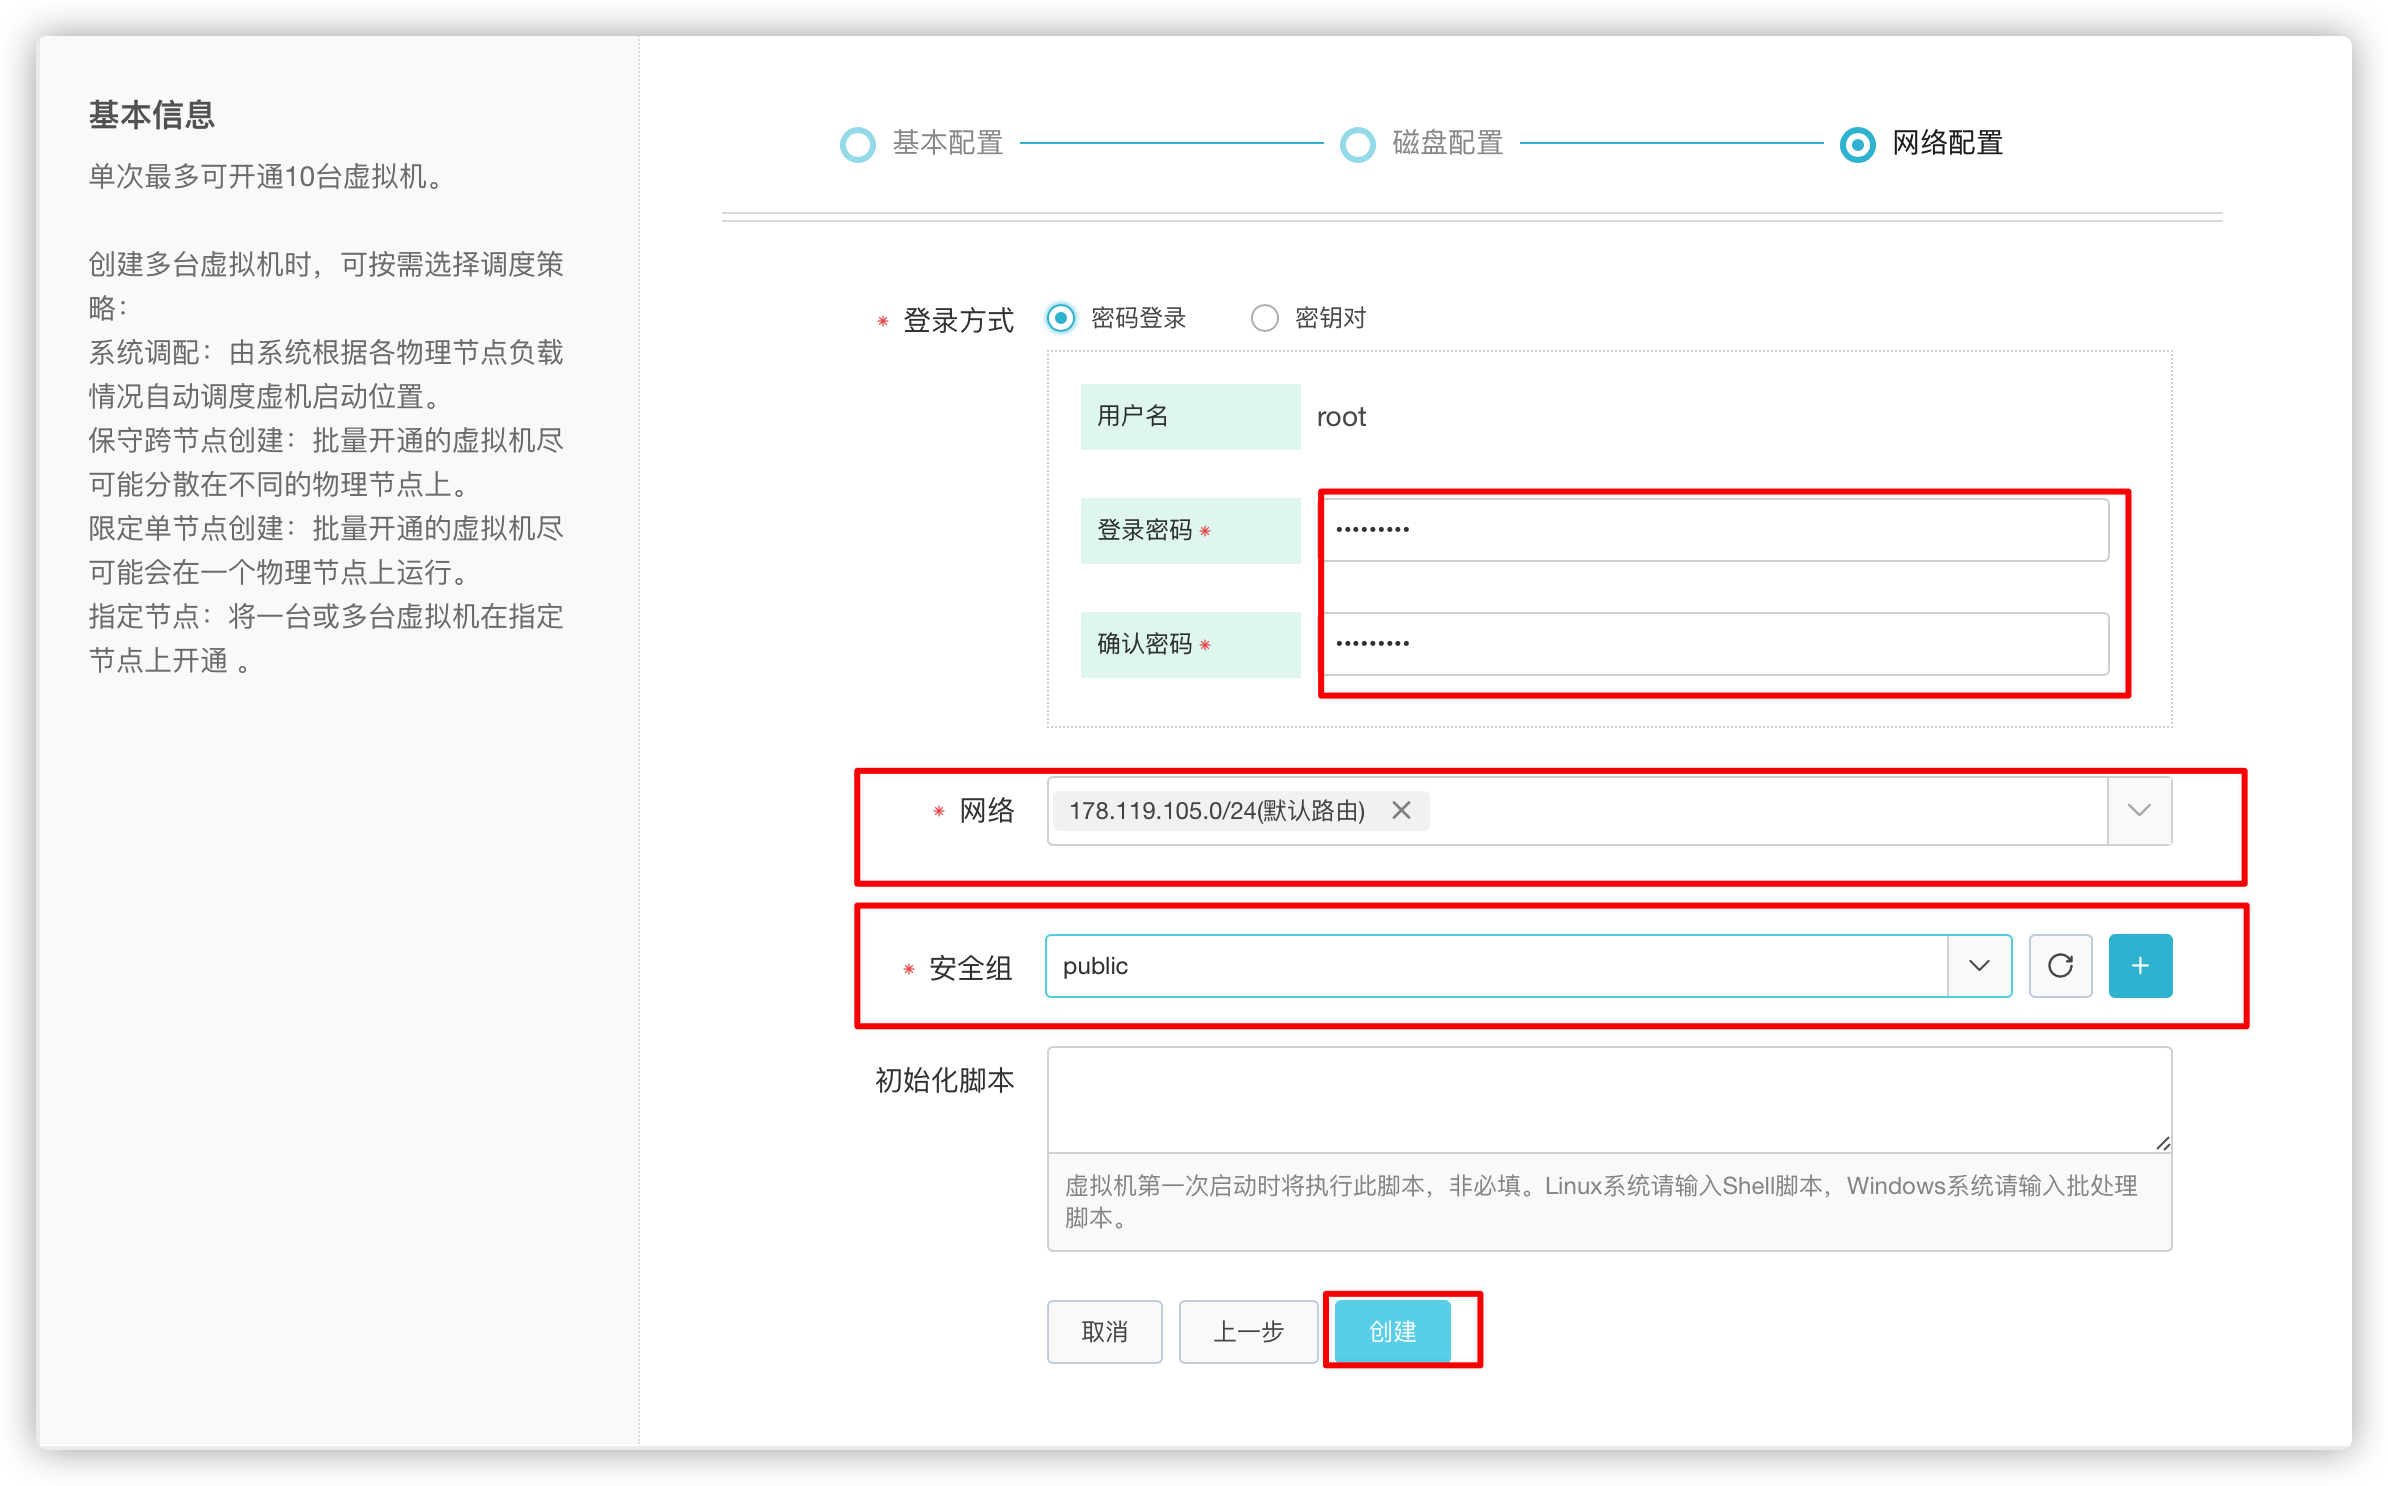 基本信息
单次最多可开通10台虚拟机。
创建多台虚拟机时，可按需选择调度策
略：
系统调配：由系统根据各物理节点负载
情况自动调度虚机启动位置。
保守跨节点创建：批量开通的虚拟机尽
可能分散在不同的物理节点上。
限定单节点创建：批量开通的虚拟机尽
可能会在一个物理节点上运行。
指定节点：将一台或多台虚拟机在指定
节点上开通 。
基本配置 磁盘配置 网络配置
* 登录方式 密码登录 密钥对
用户名 root
登录密码 * •••••••••
确认密码 * •••••••••
* 网络 178.119.105.0/24(默认路由) ×
* 安全组 public +
初始化脚本
虚拟机第一次启动时将执行此脚本，非必填。Linux系统请输入Shell脚本，Windows系统请输入批处理
脚本。
取消 上一步 创建